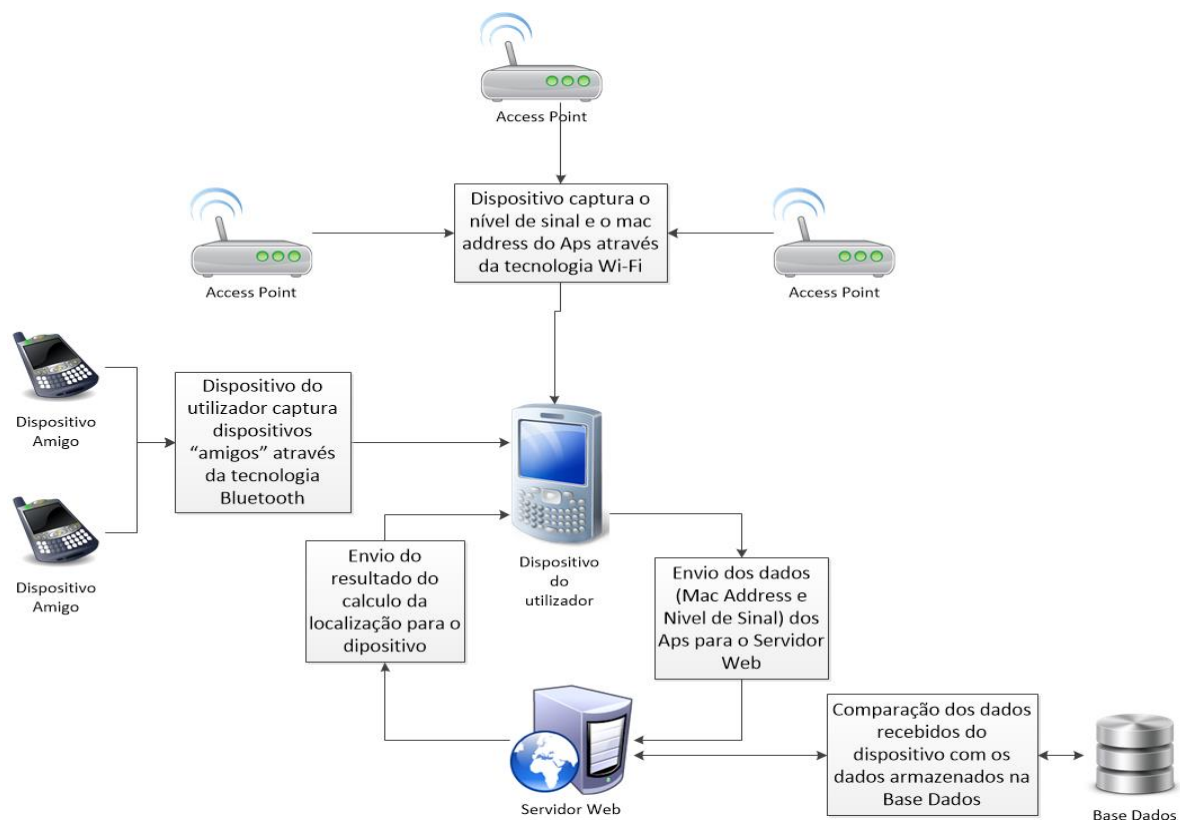 Access Point
Dispositivo captura o
nível de sinal e o mac
address do Aps através
da tecnologia Wi-Fi
Access Point
Access Point
Dispositivo
Amigo
Dispositivo do
utilizador captura
dispositivos
“amigos” através
da tecnologia
Bluetooth
Dispositivo
Amigo
Dispositivo
do
utilizador
Envio do
resultado do
calculo da
localização para o
dipositivo
Envio dos dados
(Mac Address e
Nivel de Sinal) dos
Aps para o Servidor
Web
Servidor Web
Comparação dos dados
recebidos do
dispositivo com os
dados armazenados na
Base Dados
Base Dados